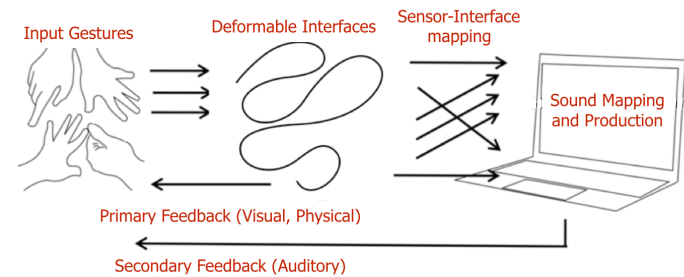 Input Gestures
Deformable Interfaces
Sensor-Interface
mapping
Sound Mapping
and Production
Primary Feedback (Visual, Physical)
Secondary Feedback (Auditory)